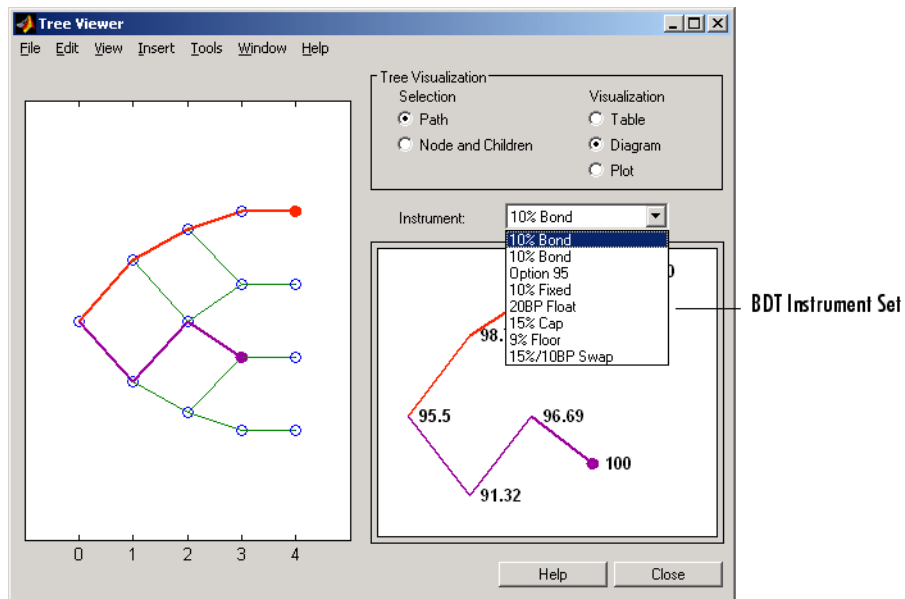 Tree Viewer
File Edit View Insert Tools Window Help
Tree Visualization
Selection Visualization
Path Table
Node and Children Diagram
Plot
Instrument: 10% Bond
10% Bond
10% Bond
Option 95
10% Fixed
20BP Float
15% Cap
9% Floor
15%/10BP Swap
BDT Instrument Set
98.
95.5
96.69
100
91.32
0 1 2 3 4
Help Close